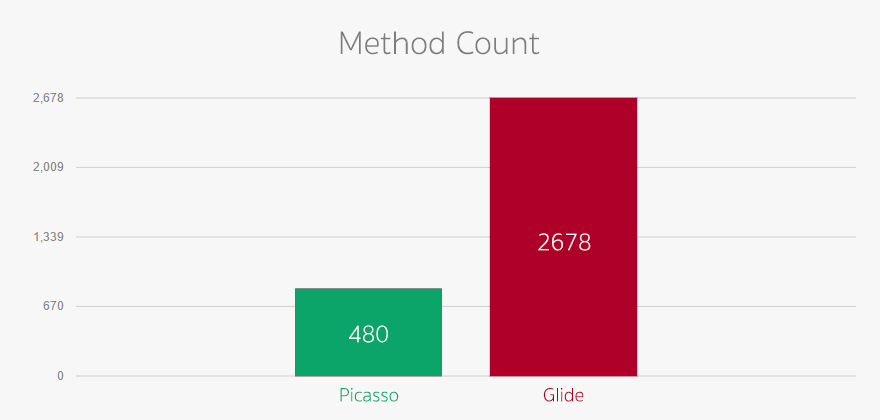 Method Count
2,678
2,009
1,339
670
0
480
2678
Picasso
Glide